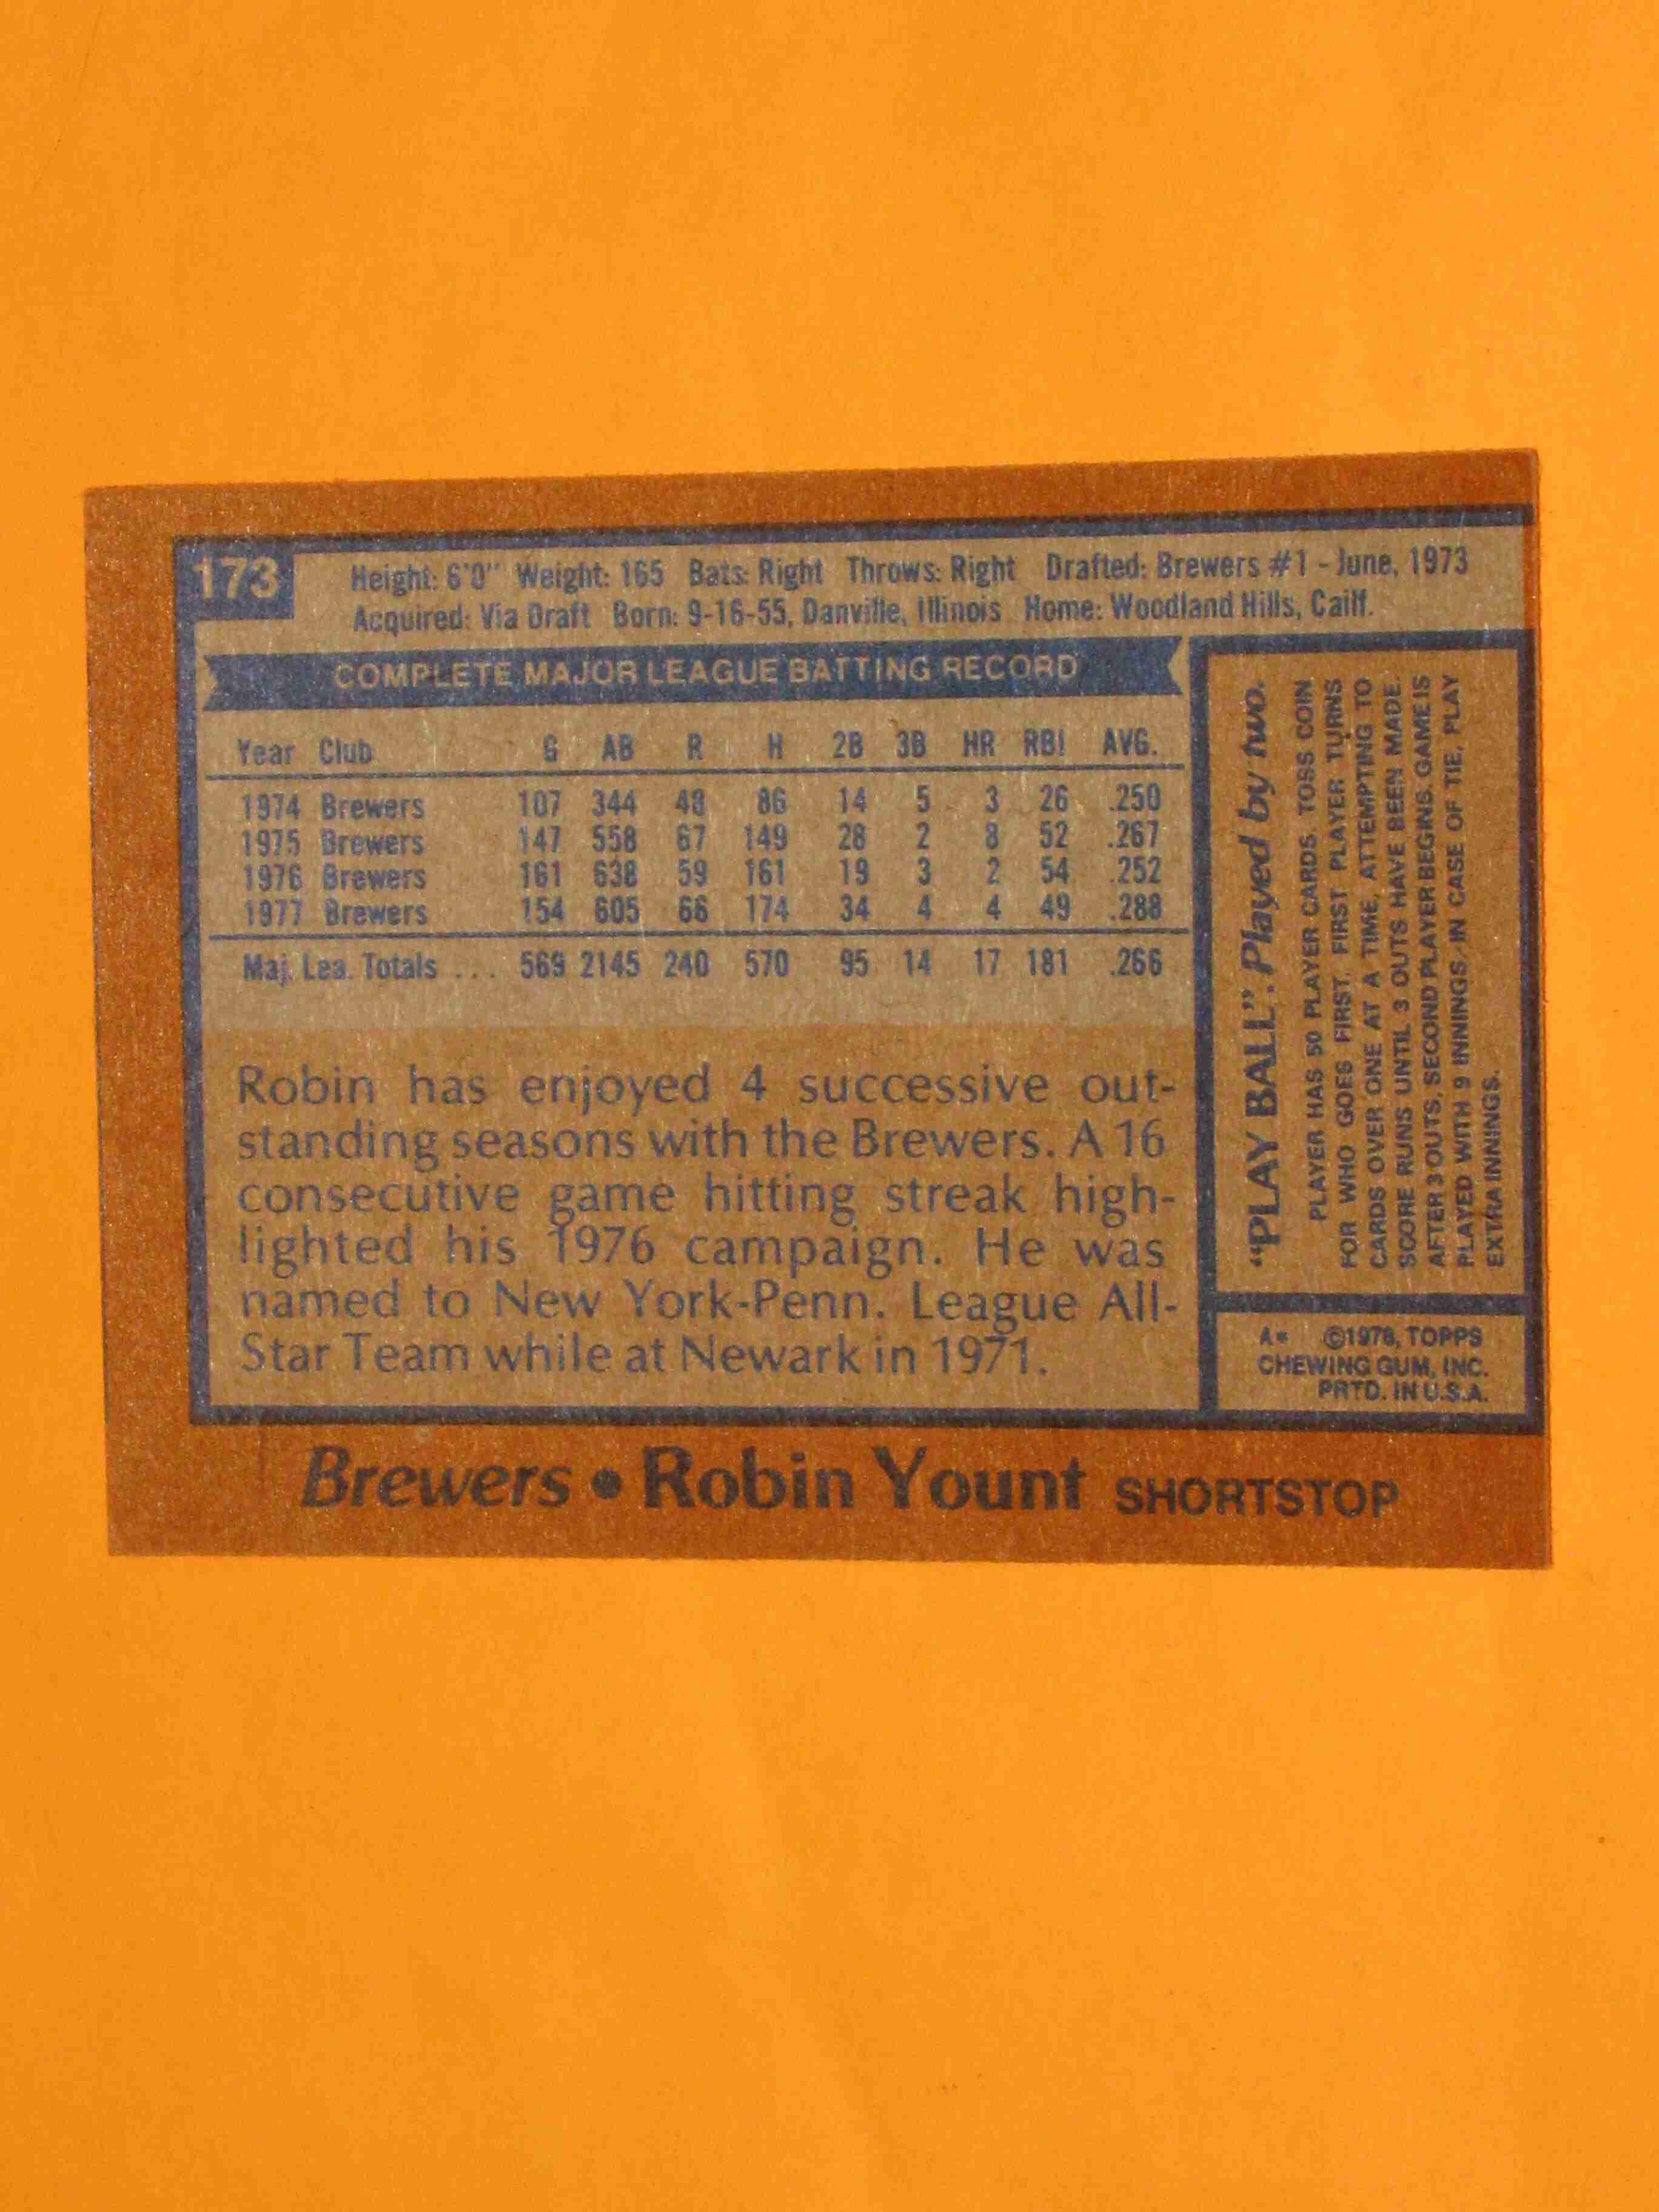 173
Height: 6'0" Weight: 165 Bats: Right Throws: Right Drafted: Brewers #1 - June, 1973
Acquired: Via Draft Born: 9-16-55, Danville, Illinois Home: Woodland Hills, Calif.
COMPLETE MAJOR LEAGUE BATTING RECORD
Year Club G AB R H 2B 3B HR RBI AVG.
1974 Brewers 107 344 48 86 14 5 3 26 .250
1975 Brewers 147 558 67 149 28 2 8 52 .267
1976 Brewers 161 638 59 161 19 3 2 54 .252
1977 Brewers 154 605 66 174 34 4 4 49 .288
Maj. Lea. Totals ... 569 2145 240 570 95 14 17 181 .266
Robin has enjoyed 4 successive out-
standing seasons with the Brewers. A 16
consecutive game hitting streak high-
lighted his 1976 campaign. He was
named to New York-Penn. League All-
Star Team while at Newark in 1971.
"PLAY BALL". Played by two.
PLAYER HAS 50 PLAYER CARDS. TOSS COIN
FOR WHO GOES FIRST. FIRST PLAYER TURNS
CARDS OVER ONE AT A TIME, ATTEMPTING TO
SCORE RUNS UNTIL 3 OUTS HAVE BEEN MADE.
AFTER 3 OUTS, SECOND PLAYER BEGINS. GAME IS
PLAYED WITH 9 INNINGS. IN CASE OF TIE, PLAY
EXTRA INNINGS.
A* ©1978, TOPPS
CHEWING GUM, INC.
PRTD. IN U.S.A.
Brewers • Robin Yount SHORTSTOP